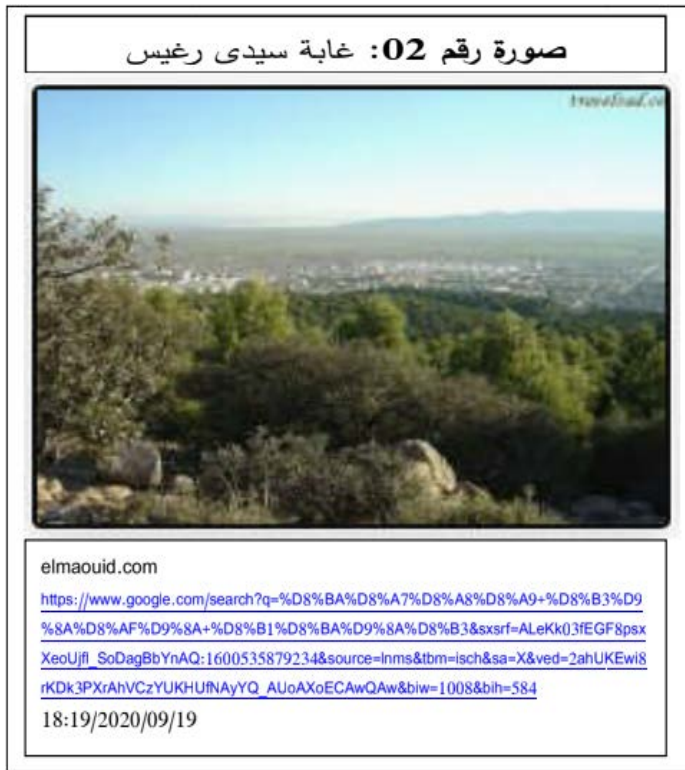 صورة رقم 02: غابة سيدى رغيس
elmaouid.com
https://www.google.com/search?q=%D8%BA%D8%A7%D8%A8%D8%A9+%D8%B3%D9
%8A%D8%AF%D9%8A+%D8%B1%D8%BA%D9%8A%D8%B3&sxsrf=ALeKk03fEGF8psx
XeoUjfl_SoDagBbYnAQ:1600535879234&source=lnms&tbm=isch&sa=X&ved=2ahUKEwi8
rKDk3PXrAhVCzYUKHUfNAyYQ_AUoAXoECAwQAw&biw=1008&bih=584
18:19/2020/09/19